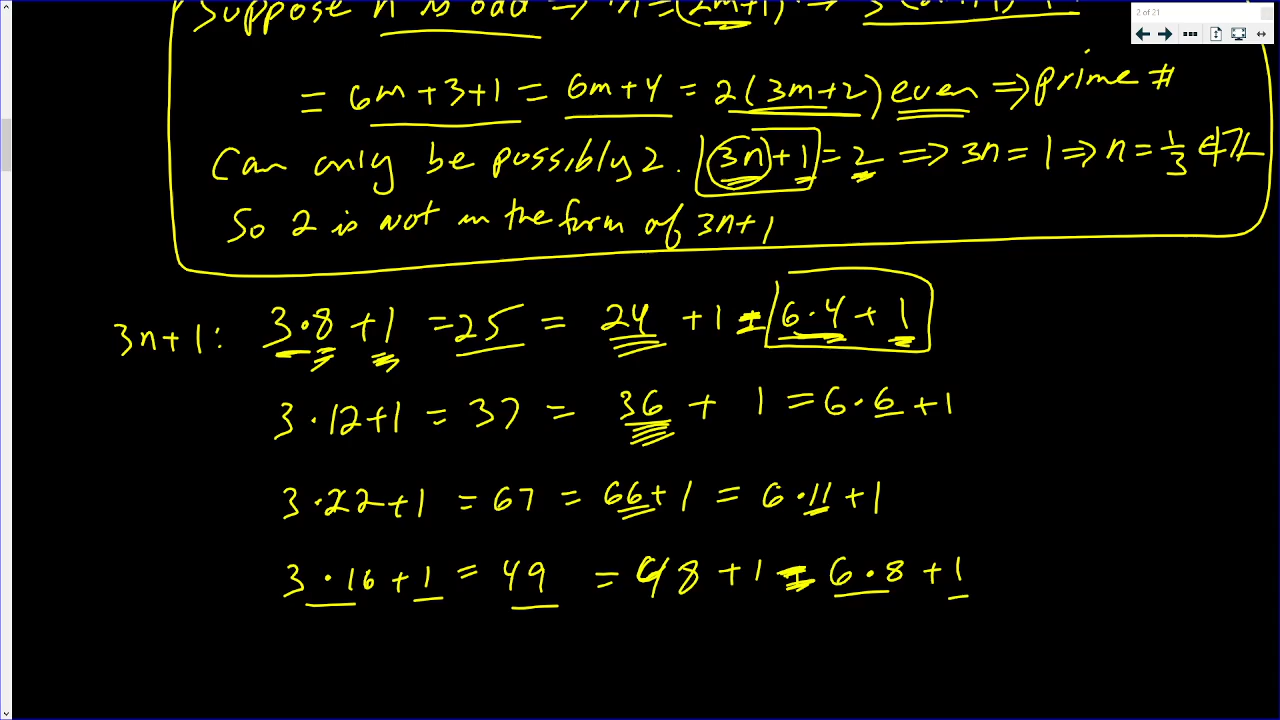 Suppose n is odd ⟹ n = (2m+1) ⟹ 3
= 6m + 3 + 1 = 6m + 4 = 2(3m+2) even ⟹ prime #
Can only be possibly 2. (3n)+1 = 2 ⟹ 3n = 1 ⟹ n = 1/3 ∉ ℤ
So 2 is not in the form of 3n+1
3n+1: 3·8 + 1 = 25 = 24 + 1 = 6·4 + 1
3·12+1 = 37 = 36 + 1 = 6·6 + 1
3·22+1 = 67 = 66+1 = 6·11+1
3·16+1 = 49 = 48+1 = 6·8+1
2 of 21